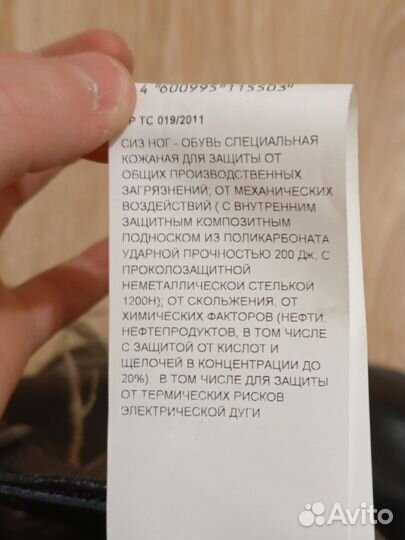 4 "600995"115503"
Р ТС 019/2011
СИЗ НОГ - ОБУВЬ СПЕЦИАЛЬНАЯ
КОЖАНАЯ ДЛЯ ЗАЩИТЫ ОТ
ОБЩИХ ПРОИЗВОДСТВЕННЫХ
ЗАГРЯЗНЕНИЙ; ОТ МЕХАНИЧЕСКИХ
ВОЗДЕЙСТВИЙ ( С ВНУТРЕННИМ
ЗАЩИТНЫМ КОМПОЗИТНЫМ
ПОДНОСКОМ ИЗ ПОЛИКАРБОНАТА
УДАРНОЙ ПРОЧНОСТЬЮ 200 Дж, С
ПРОКОЛОЗАЩИТНОЙ
НЕМЕТАЛЛИЧЕСКОЙ СТЕЛЬКОЙ
1200Н); ОТ СКОЛЬЖЕНИЯ, ОТ
ХИМИЧЕСКИХ ФАКТОРОВ (НЕФТИ,
НЕФТЕПРОДУКТОВ, В ТОМ ЧИСЛЕ
С ЗАЩИТОЙ ОТ КИСЛОТ И
ЩЕЛОЧЕЙ В КОНЦЕНТРАЦИИ ДО
20%). В ТОМ ЧИСЛЕ ДЛЯ ЗАЩИТЫ
ОТ ТЕРМИЧЕСКИХ РИСКОВ
ЭЛЕКТРИЧЕСКОЙ ДУГИ
Avito